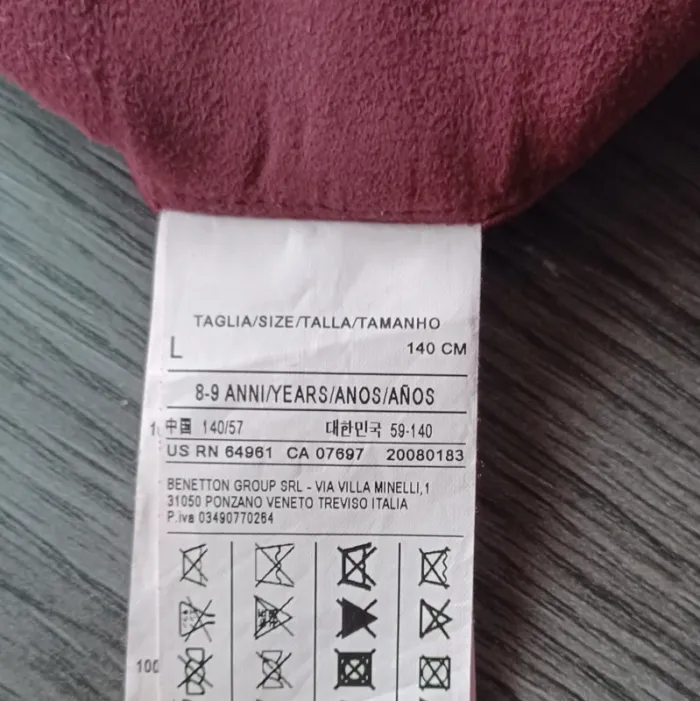 TAGLIA/SIZE/TALLA/TAMANHO
L 140 CM
8-9 ANNI/YEARS/ANOS/AÑOS
中国 140/57 대한민국 59-140
US RN 64961 CA 07697 20080183
BENETTON GROUP SRL - VIA VILLA MINELLI,1
31050 PONZANO VENETO TREVISO ITALIA
P.iva 03490770264
100